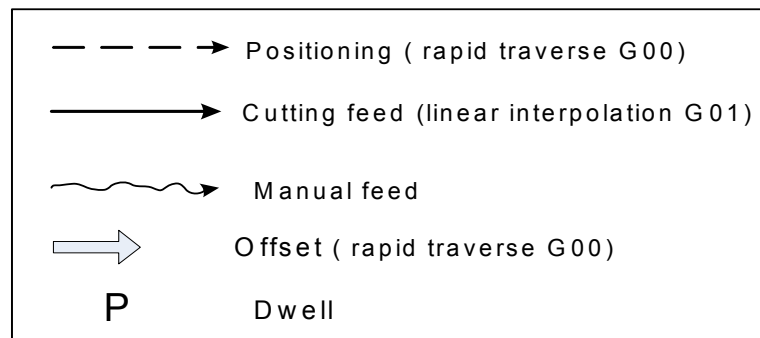 Positioning ( rapid traverse G00)
Cutting feed (linear interpolation G01)
Manual feed
Offset ( rapid traverse G00)
P Dwell